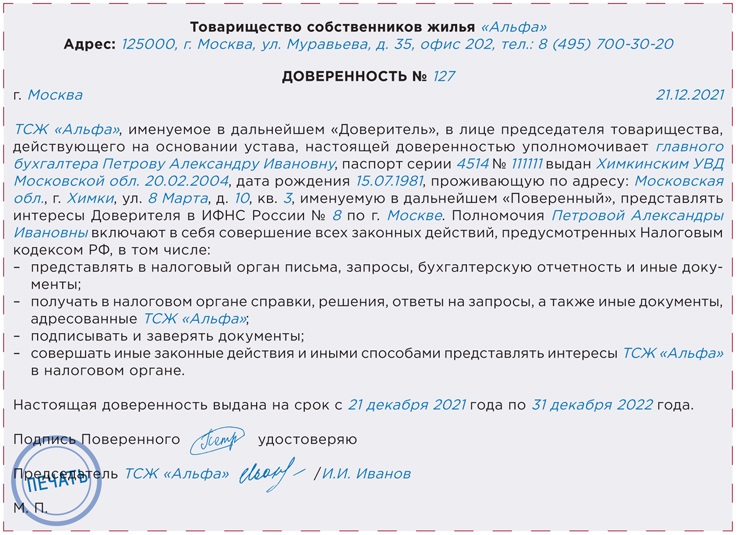 Товарищество собственников жилья «Альфа»
Адрес: 125000, г. Москва, ул. Муравьева, д. 35, офис 202, тел.: 8 (495) 700-30-20
ДОВЕРЕННОСТЬ № 127
г. Москва 21.12.2021
ТСЖ «Альфа», именуемое в дальнейшем «Доверитель», в лице председателя товарищества,
действующего на основании устава, настоящей доверенностью уполномочивает главного
бухгалтера Петрову Александру Ивановну, паспорт серии 4514 № 111111 выдан Химкинским УВД
Московской обл. 20.02.2004, дата рождения 15.07.1981, проживающую по адресу: Московская
обл., г. Химки, ул. 8 Марта, д. 10, кв. 3, именуемую в дальнейшем «Поверенный», представлять
интересы Доверителя в ИФНС России № 8 по г. Москве. Полномочия Петровой Александры
Ивановны включают в себя совершение всех законных действий, предусмотренных Налоговым
кодексом РФ, в том числе:
– представлять в налоговый орган письма, запросы, бухгалтерскую отчетность и иные доку-
менты;
– получать в налоговом органе справки, решения, ответы на запросы, а также иные документы,
адресованные ТСЖ «Альфа»;
– подписывать и заверять документы;
– совершать иные законные действия и иными способами представлять интересы ТСЖ «Альфа»
в налоговом органе.
Настоящая доверенность выдана на срок с 21 декабря 2021 года по 31 декабря 2022 года.
Подпись Поверенного Петр удостоверяю
Председатель ТСЖ «Альфа» /И.И. Иванов
ПЕЧАТЬ
М. П.